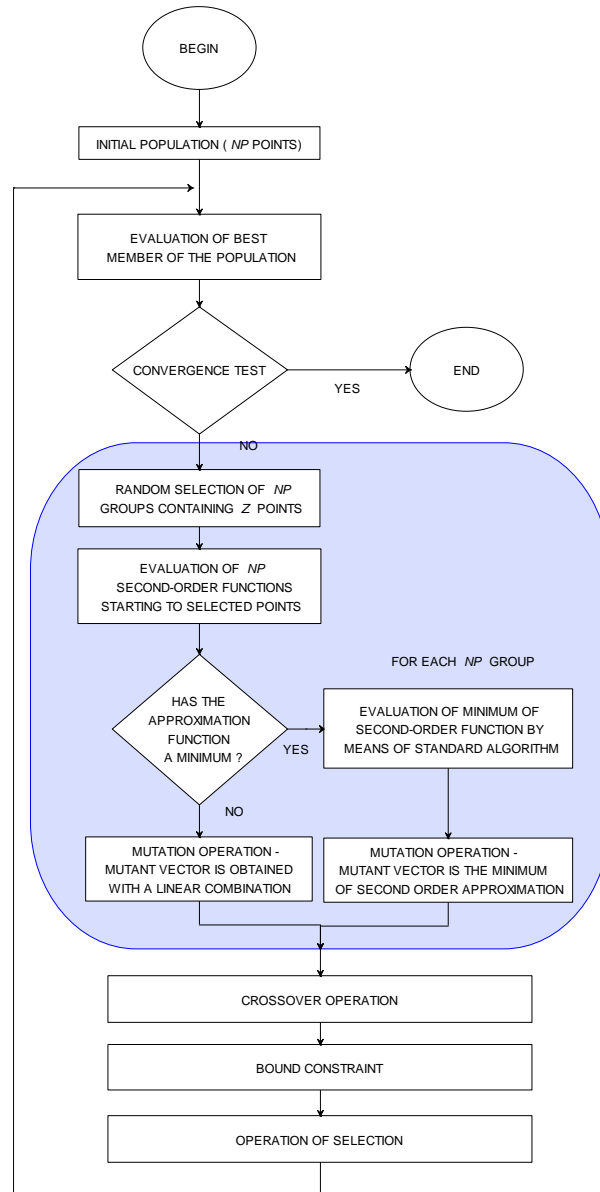 BEGIN
INITIAL POPULATION ( NP POINTS)
EVALUATION OF BEST
MEMBER OF THE POPULATION
CONVERGENCE TEST
YES
END
NO
RANDOM SELECTION OF NP
GROUPS CONTAINING Z POINTS
EVALUATION OF NP
SECOND-ORDER FUNCTIONS
STARTING TO SELECTED POINTS
FOR EACH NP GROUP
HAS THE
APPROXIMATION
FUNCTION
A MINIMUM ?
YES
EVALUATION OF MINIMUM OF
SECOND-ORDER FUNCTION BY
MEANS OF STANDARD ALGORITHM
NO
MUTATION OPERATION -
MUTANT VECTOR IS OBTAINED
WITH A LINEAR COMBINATION
MUTATION OPERATION -
MUTANT VECTOR IS THE MINIMUM
OF SECOND ORDER APPROXIMATION
CROSSOVER OPERATION
BOUND CONSTRAINT
OPERATION OF SELECTION